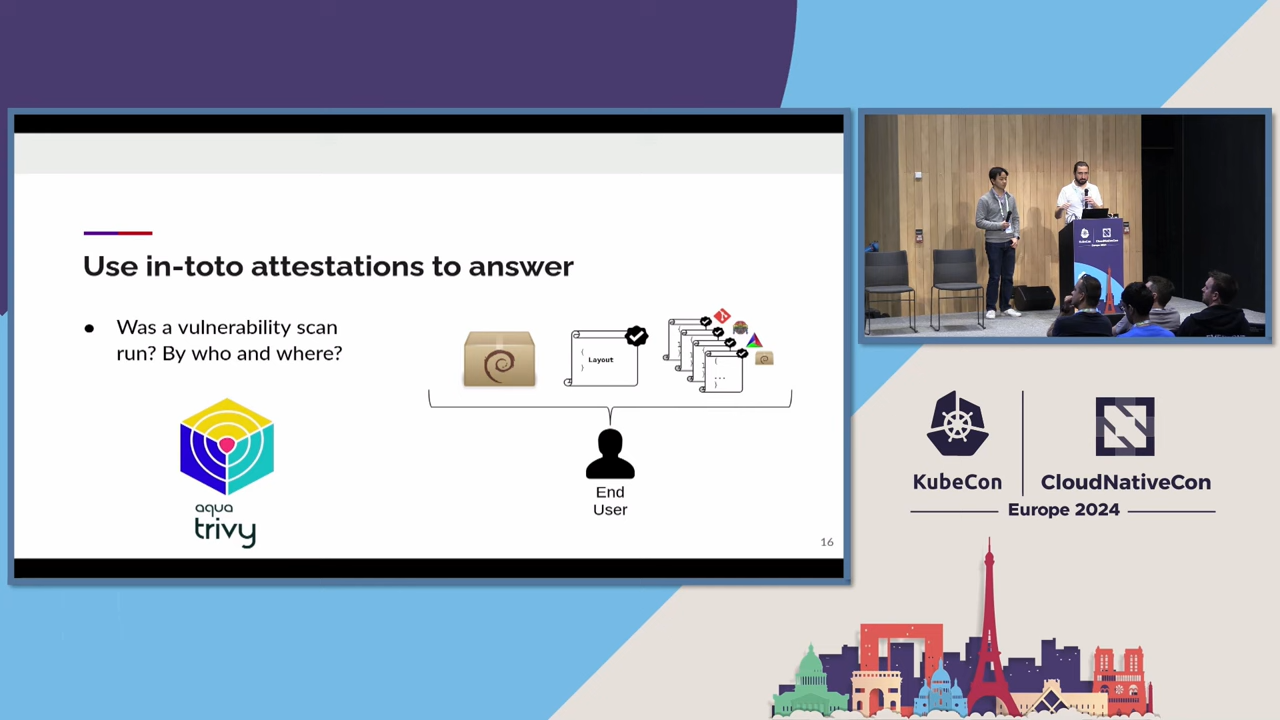 Use in-toto attestations to answer
● Was a vulnerability scan
run? By who and where?
{
Layout
}
{
...
}
End
User
aqua
trivy
16
KubeCon
CloudNativeCon
Europe 2024